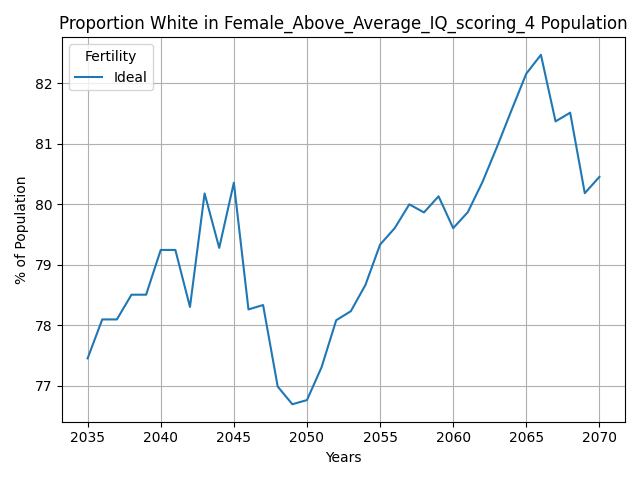 Proportion White in Female_Above_Average_IQ_scoring_4 Population
Fertility
Ideal
% of Population
82
81
80
79
78
77
2035 2040 2045 2050 2055 2060 2065 2070
Years